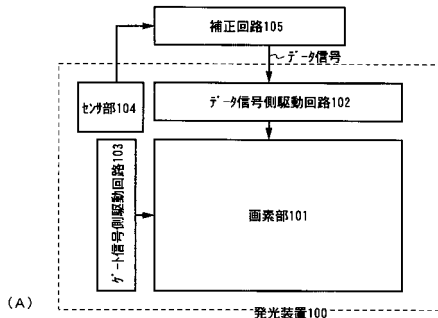 補正回路105
データ信号
センサ部104
データ信号側駆動回路102
ゲート信号側駆動回路103
画素部101
(A)
発光装置100